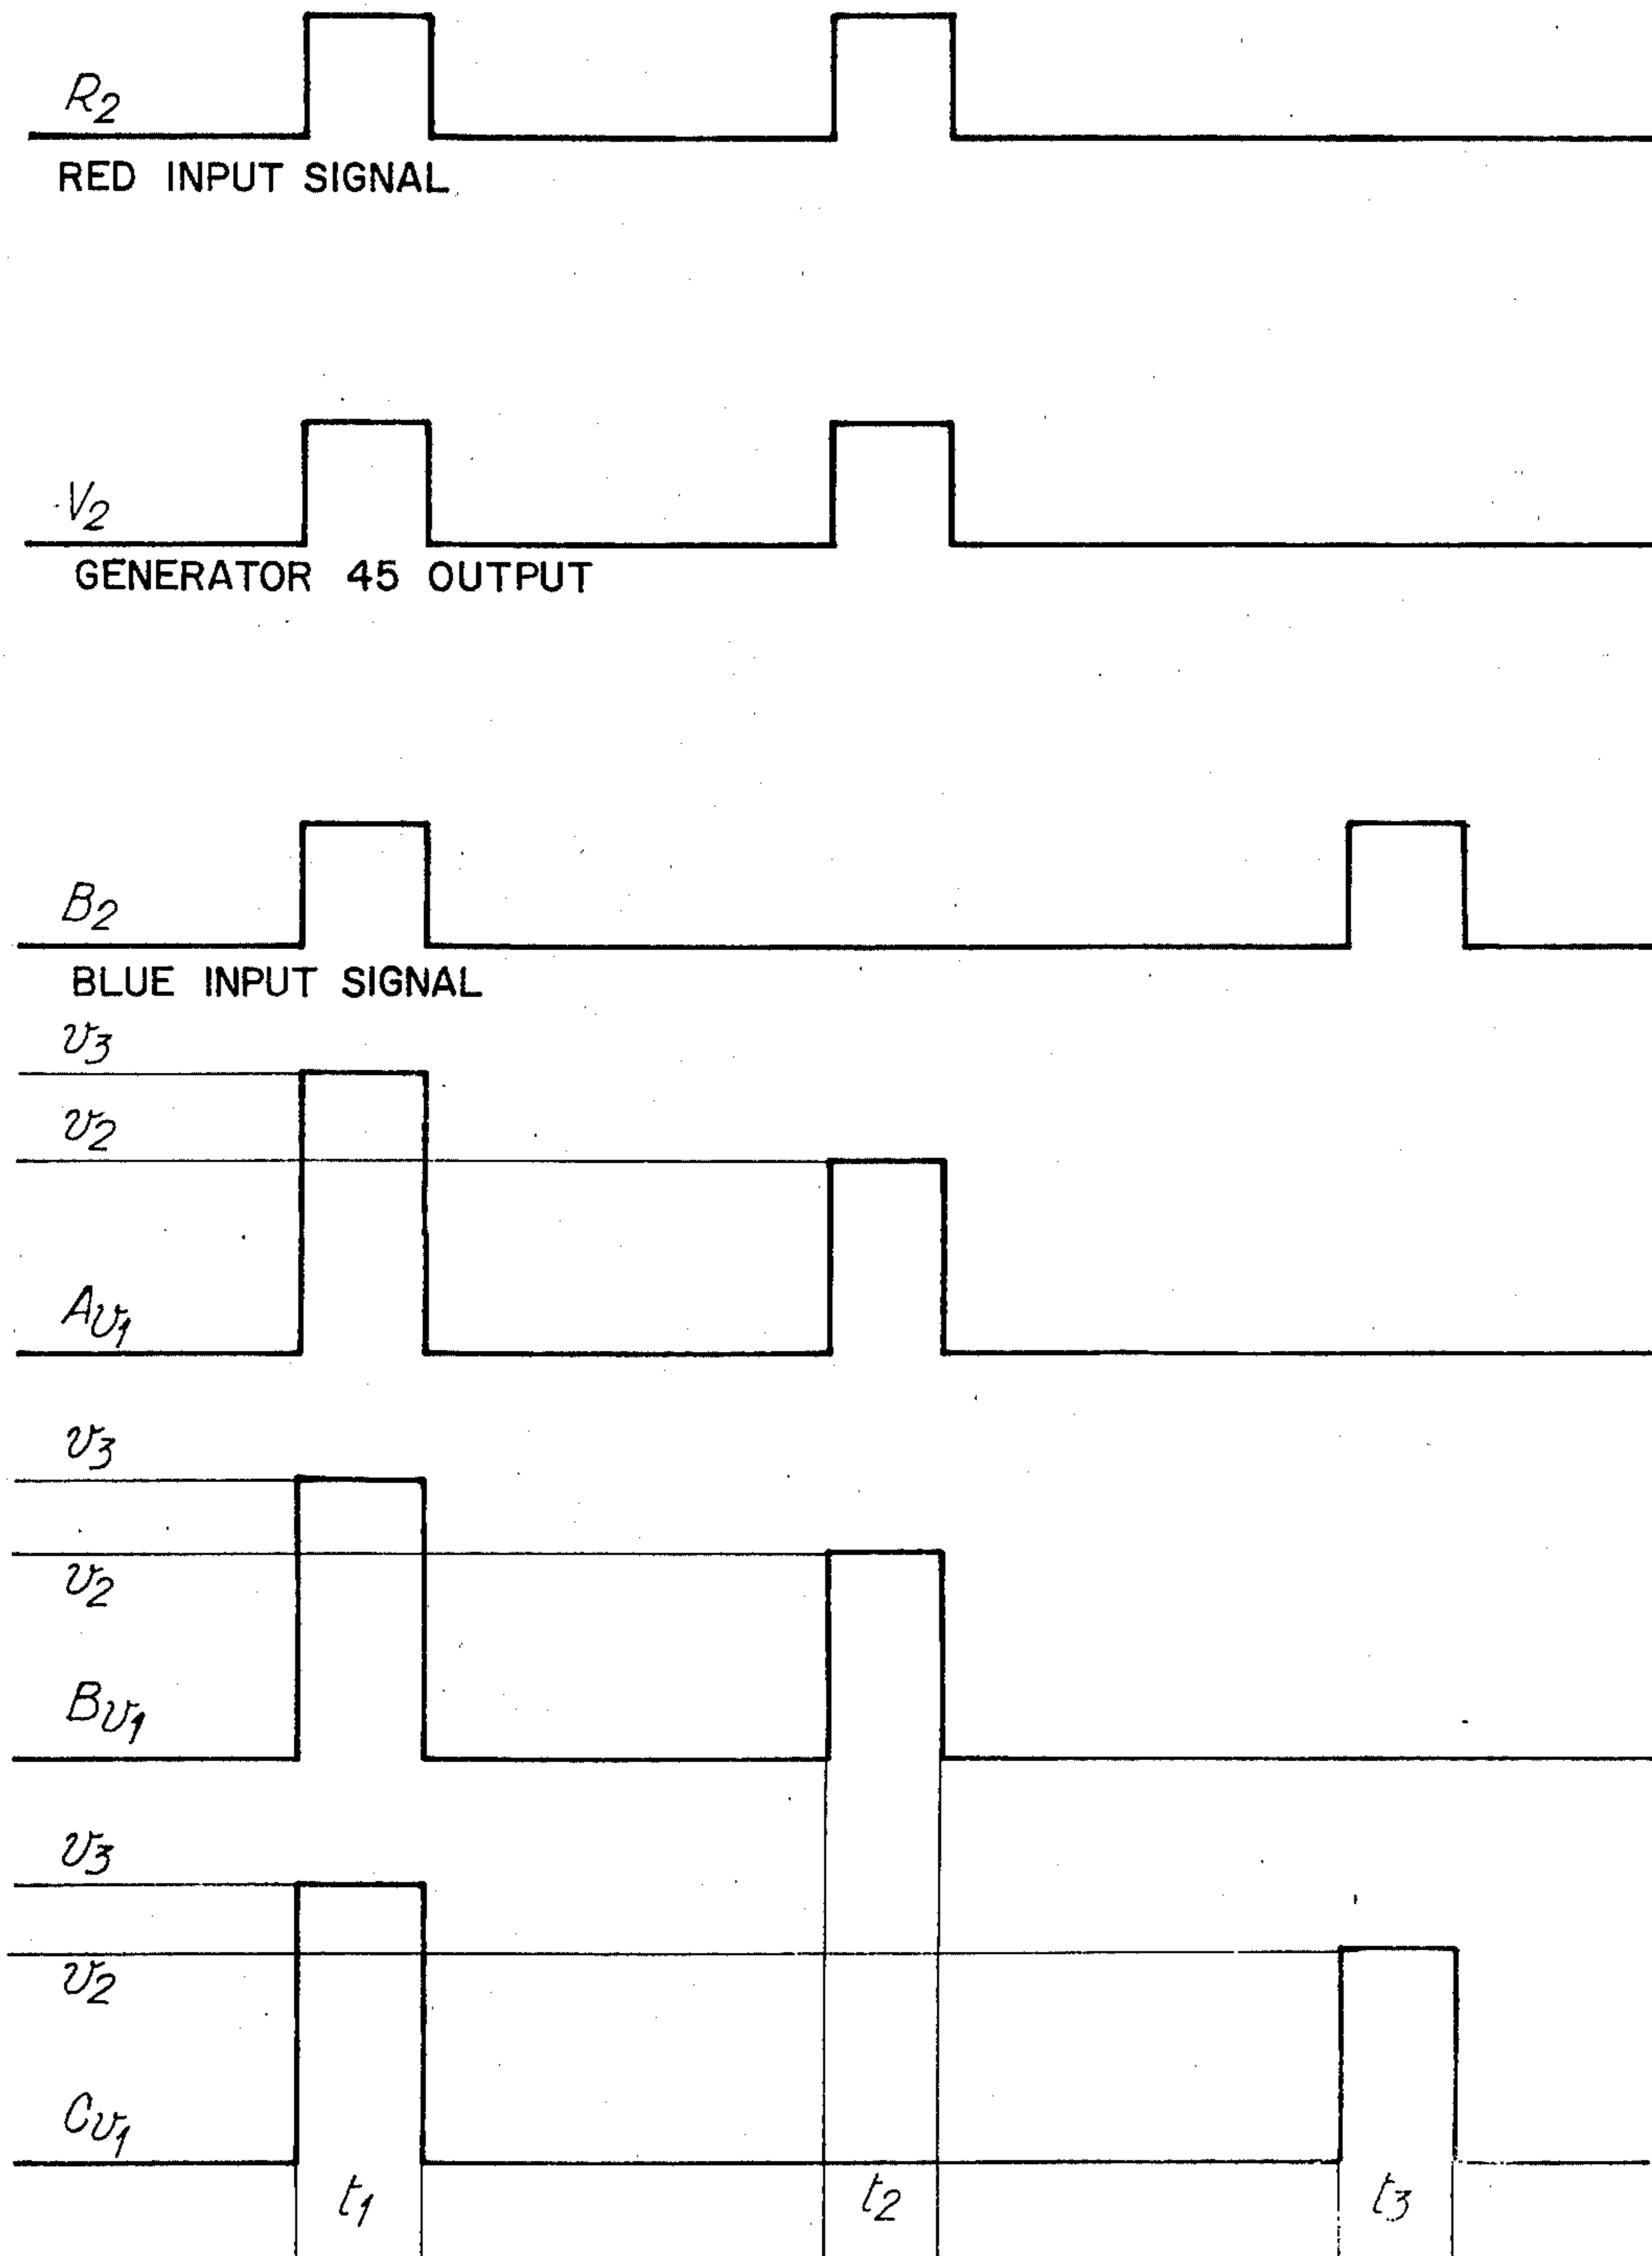 R2
RED INPUT SIGNAL
V2
GENERATOR 45 OUTPUT
B2
BLUE INPUT SIGNAL
v3
v2
Av1
v3
v2
Bv1
v3
v2
Cv1
t1 t2 t3